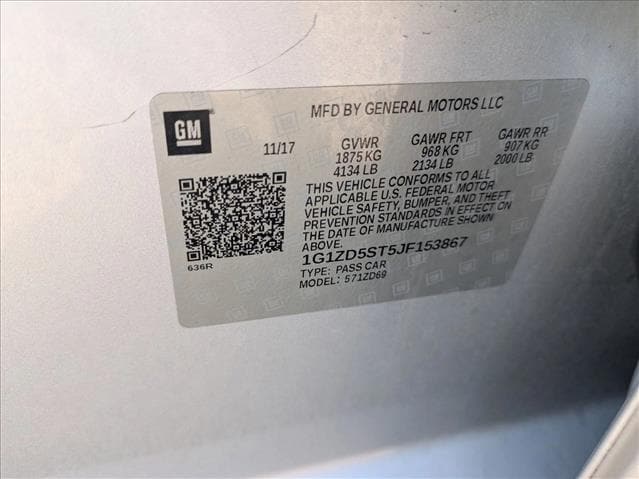 GM
MFD BY GENERAL MOTORS LLC
11/17 GVWR GAWR FRT GAWR RR
1875 KG 968 KG 907 KG
4134 LB 2134 LB 2000 LB
THIS VEHICLE CONFORMS TO ALL
APPLICABLE U.S. FEDERAL MOTOR
VEHICLE SAFETY, BUMPER, AND THEFT
PREVENTION STANDARDS IN EFFECT ON
THE DATE OF MANUFACTURE SHOWN
ABOVE.
1G1ZD5ST5JF153867
TYPE: PASS CAR
MODEL: 571ZD69
636R